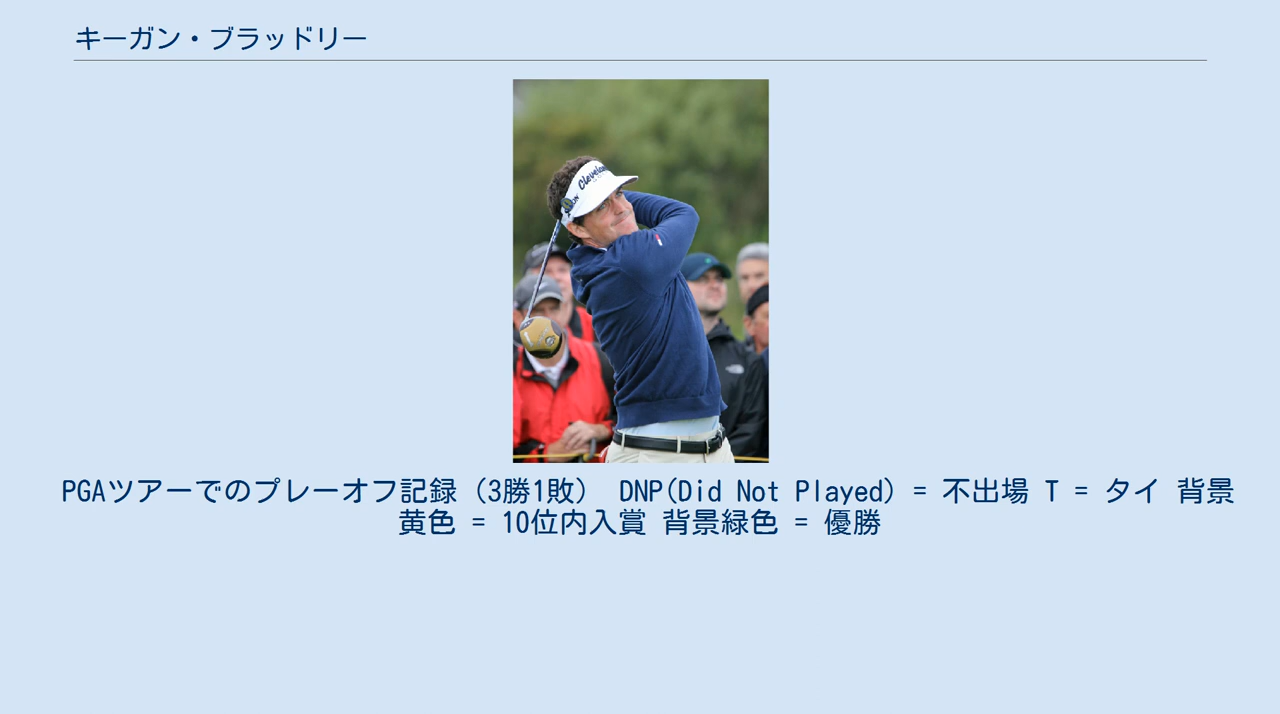 キーガン・ブラッドリー
Cleveland
PGAツアーでのプレーオフ記録（3勝1敗） DNP(Did Not Played) = 不出場 T = タイ 背景
黄色 = 10位内入賞 背景緑色 = 優勝